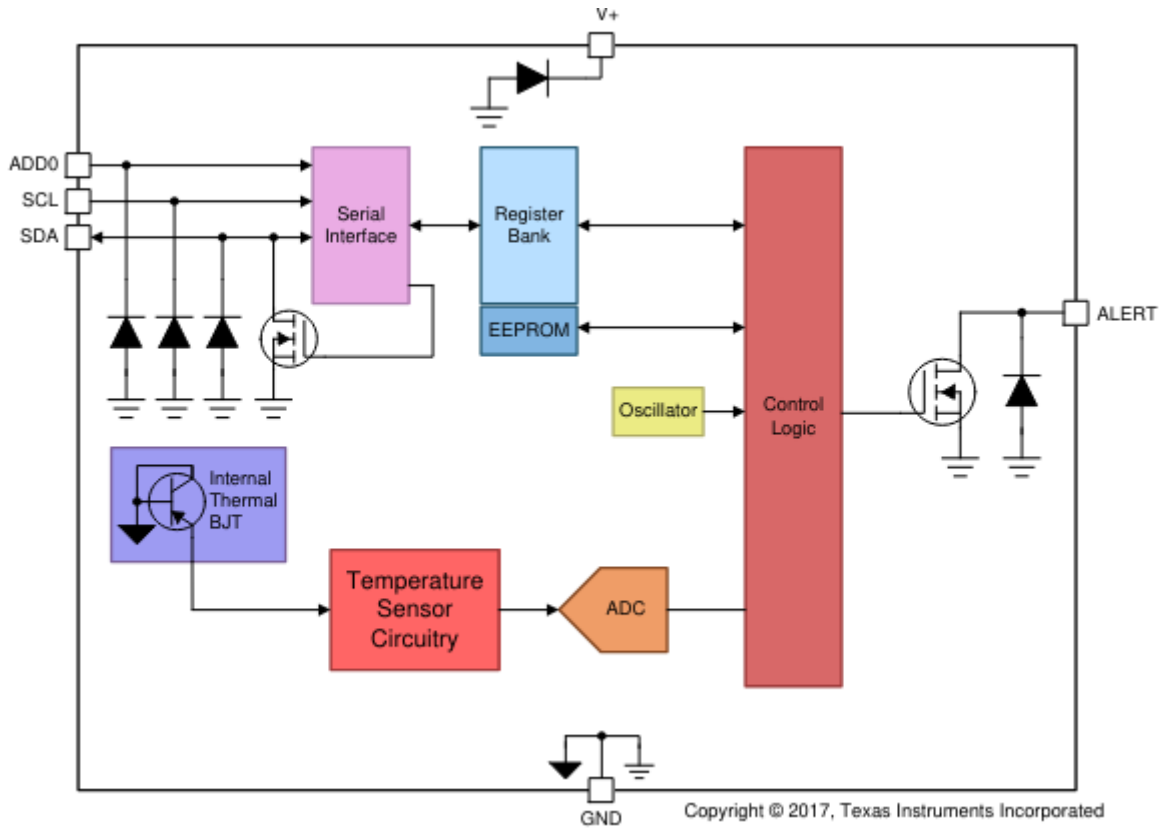 V+
ADD0
SCL
SDA
Serial
Interface
Register
Bank
EEPROM
Oscillator
Control
Logic
ALERT
Internal
Thermal
BJT
Temperature
Sensor
Circuitry
ADC
GND
Copyright © 2017, Texas Instruments Incorporated